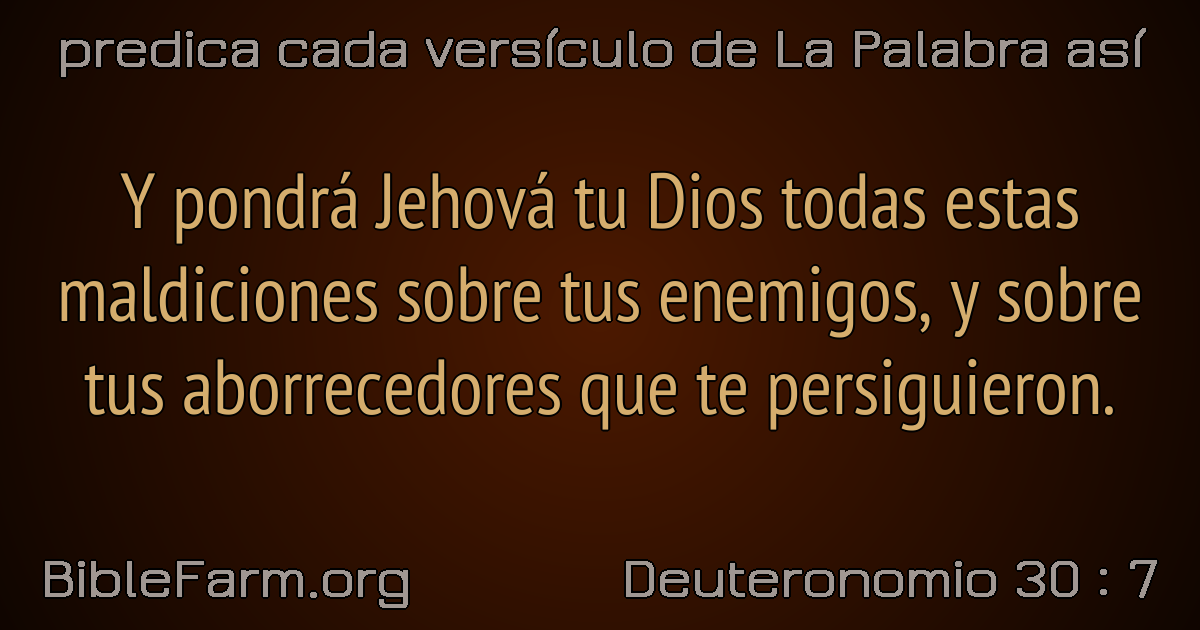 predica cada versículo de La Palabra así
Y pondrá Jehová tu Dios todas estas
maldiciones sobre tus enemigos, y sobre
tus aborrecedores que te persiguieron.
BibleFarm.org
Deuteronomio 30 : 7